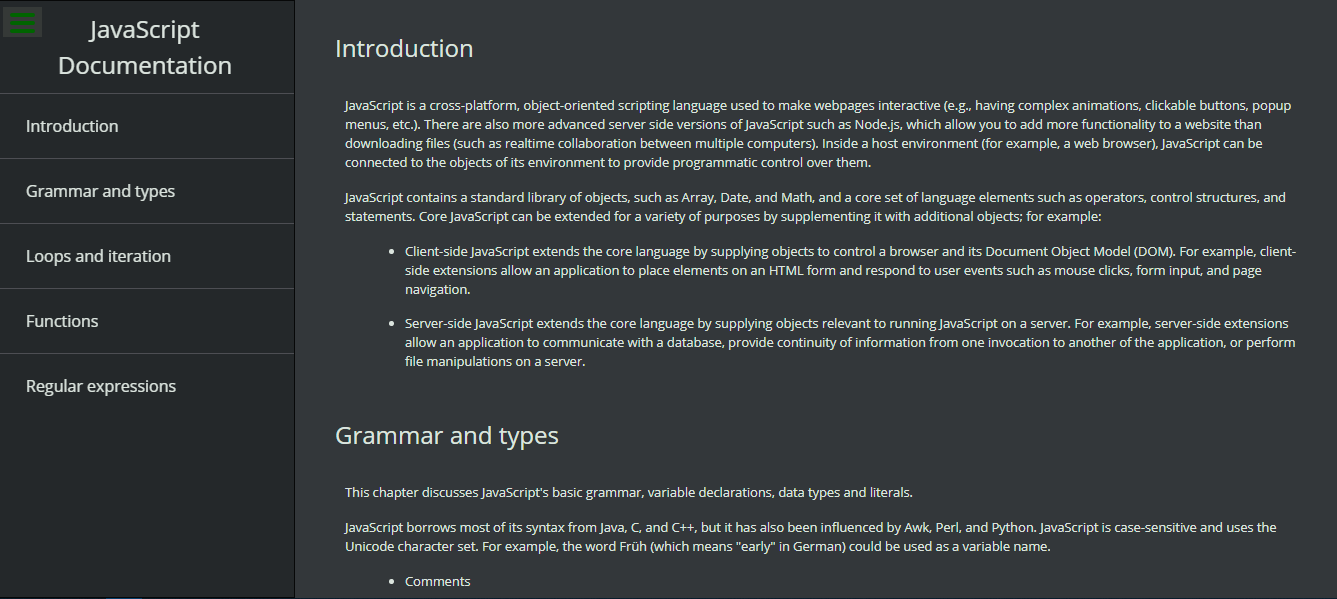 JavaScript
Documentation
Introduction
Grammar and types
Loops and iteration
Functions
Regular expressions
Introduction
JavaScript is a cross-platform, object-oriented scripting language used to make webpages interactive (e.g., having complex animations, clickable buttons, popup
menus, etc.). There are also more advanced server side versions of JavaScript such as Node.js, which allow you to add more functionality to a website than
downloading files (such as realtime collaboration between multiple computers). Inside a host environment (for example, a web browser), JavaScript can be
connected to the objects of its environment to provide programmatic control over them.
JavaScript contains a standard library of objects, such as Array, Date, and Math, and a core set of language elements such as operators, control structures, and
statements. Core JavaScript can be extended for a variety of purposes by supplementing it with additional objects; for example:
• Client-side JavaScript extends the core language by supplying objects to control a browser and its Document Object Model (DOM). For example, client-
side extensions allow an application to place elements on an HTML form and respond to user events such as mouse clicks, form input, and page
navigation.
• Server-side JavaScript extends the core language by supplying objects relevant to running JavaScript on a server. For example, server-side extensions
allow an application to communicate with a database, provide continuity of information from one invocation to another of the application, or perform
file manipulations on a server.
Grammar and types
This chapter discusses JavaScript's basic grammar, variable declarations, data types and literals.
JavaScript borrows most of its syntax from Java, C, and C++, but it has also been influenced by Awk, Perl, and Python. JavaScript is case-sensitive and uses the
Unicode character set. For example, the word Früh (which means "early" in German) could be used as a variable name.
• Comments